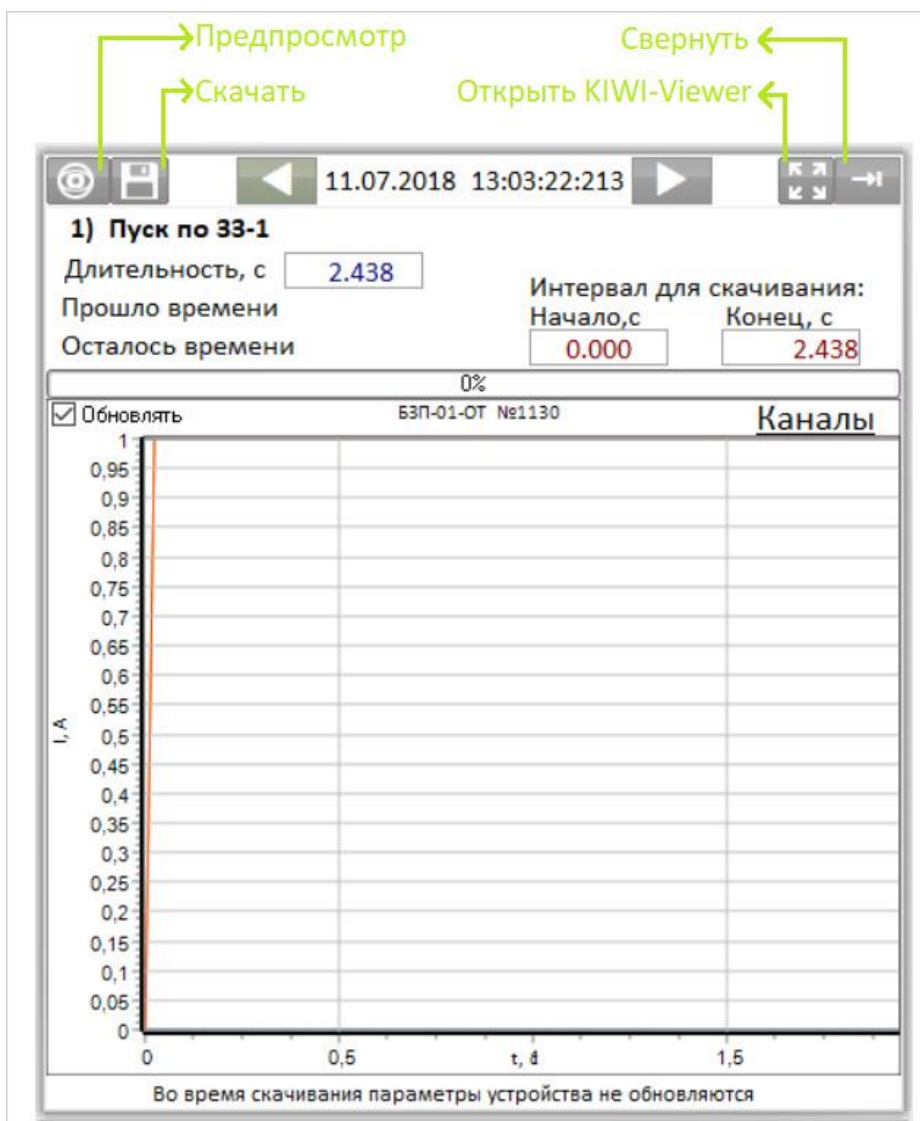 Предпросмотр Свернуть
Скачать Открыть KIWI-Viewer
11.07.2018 13:03:22:213
1) Пуск по ЗЗ-1
Длительность, с 2.438
Интервал для скачивания:
Прошло времени Начало,с Конец, с
Осталось времени 0.000 2.438
0%
Обновлять БЗП-01-ОТ №1130 Каналы
1
0,95
0,9
0,85
0,8
0,75
0,7
0,65
0,6
0,55
I, A
0,5
0,45
0,4
0,35
0,3
0,25
0,2
0,15
0,1
0,05
0
0 0,5 t, 1,5
Во время скачивания параметры устройства не обновляются